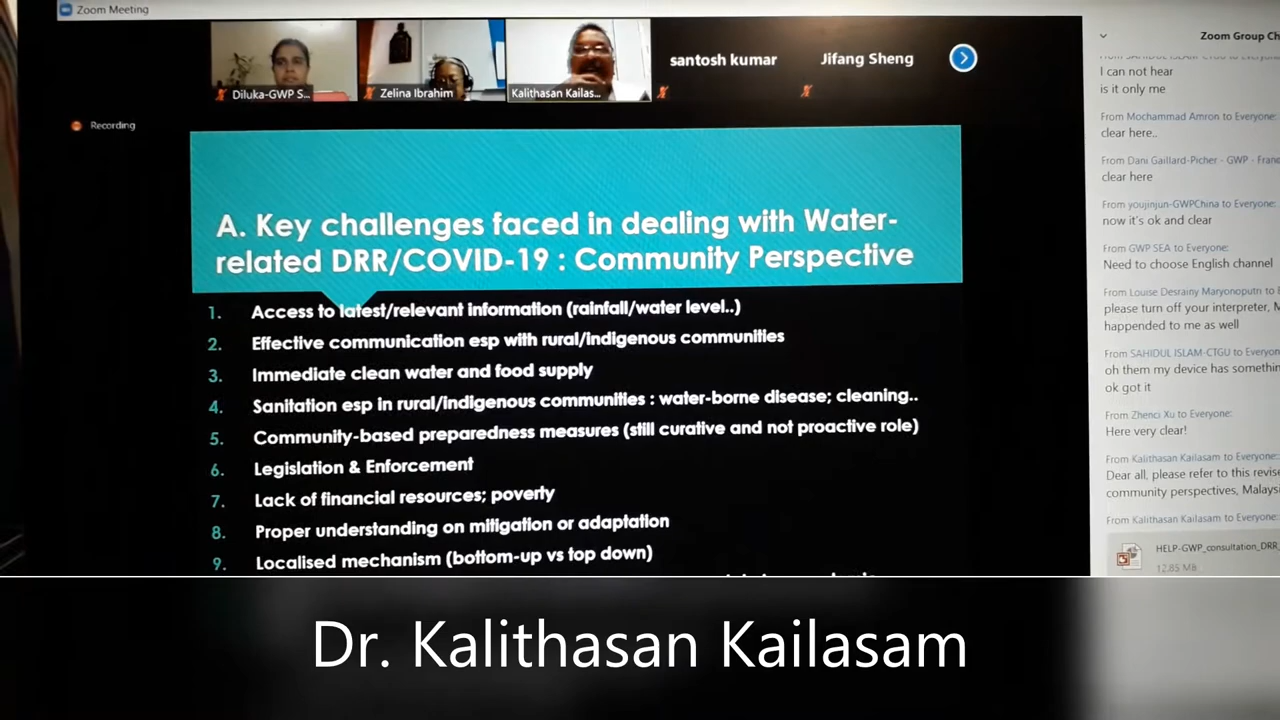 Zoom Meeting
Diluka-GWP S...
Zelina Ibrahim
Kalithasan Kailas...
santosh kumar
Jifang Sheng
Recording
A. Key challenges faced in dealing with Water-
related DRR/COVID-19 : Community Perspective
1. Access to latest/relevant information (rainfall/water level..)
2. Effective communication esp with rural/indigenous communities
3. Immediate clean water and food supply
4. Sanitation esp in rural/indigenous communities : water-borne disease; cleaning..
5. Community-based preparedness measures (still curative and not proactive role)
6. Legislation & Enforcement
7. Lack of financial resources; poverty
8. Proper understanding on mitigation or adaptation
9. Localised mechanism (bottom-up vs top down)
Zoom Group Ch
I can not hear
is it only me
From Mochammad Amron to Everyone:
clear here..
From Dani Gaillard-Picher - GWP - Fran
clear here
From youjinjun-GWPChina to Everyone:
now it's ok and clear
From GWP SEA to Everyone:
Need to choose English channel
From Louise Desrainy Maryonoputri to E
please turn off your interpreter, M
happended to me as well
From SAHIDUL ISLAM-CTGU to Everyon
oh them my device has somethin
ok got it
From Zhenci Xu to Everyone:
Here very clear!
From Kalithasan Kailasam to Everyone:
Dear all, please refer to this revise
community perspectives, Malaysi
From Kalithasan Kailasam to Everyone:
HELP-GWP_consultation_DRR_
12.85 MB
Dr. Kalithasan Kailasam